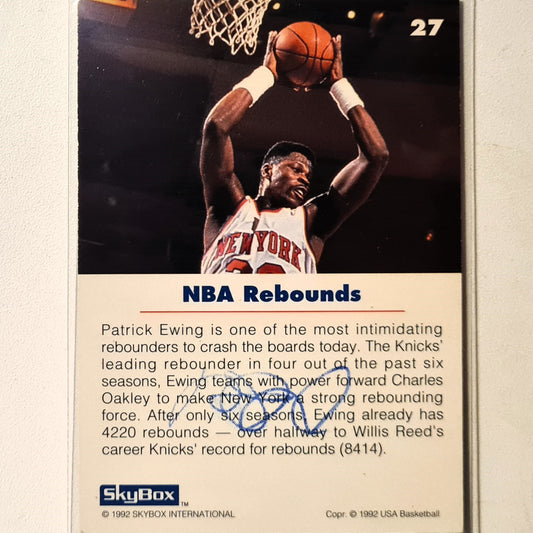 27
NEW YORK
NBA Rebounds
Patrick Ewing is one of the most intimidating
rebounders to crash the boards today. The Knicks'
leading rebounder in four out of the past six
seasons, Ewing teams with power forward Charles
Oakley to make New York a strong rebounding
force. After only six seasons, Ewing already has
4220 rebounds — over halfway to Willis Reed's
career Knicks' record for rebounds (8414).
SkyBox™
© 1992 SKYBOX INTERNATIONAL
Copr. © 1992 USA Basketball